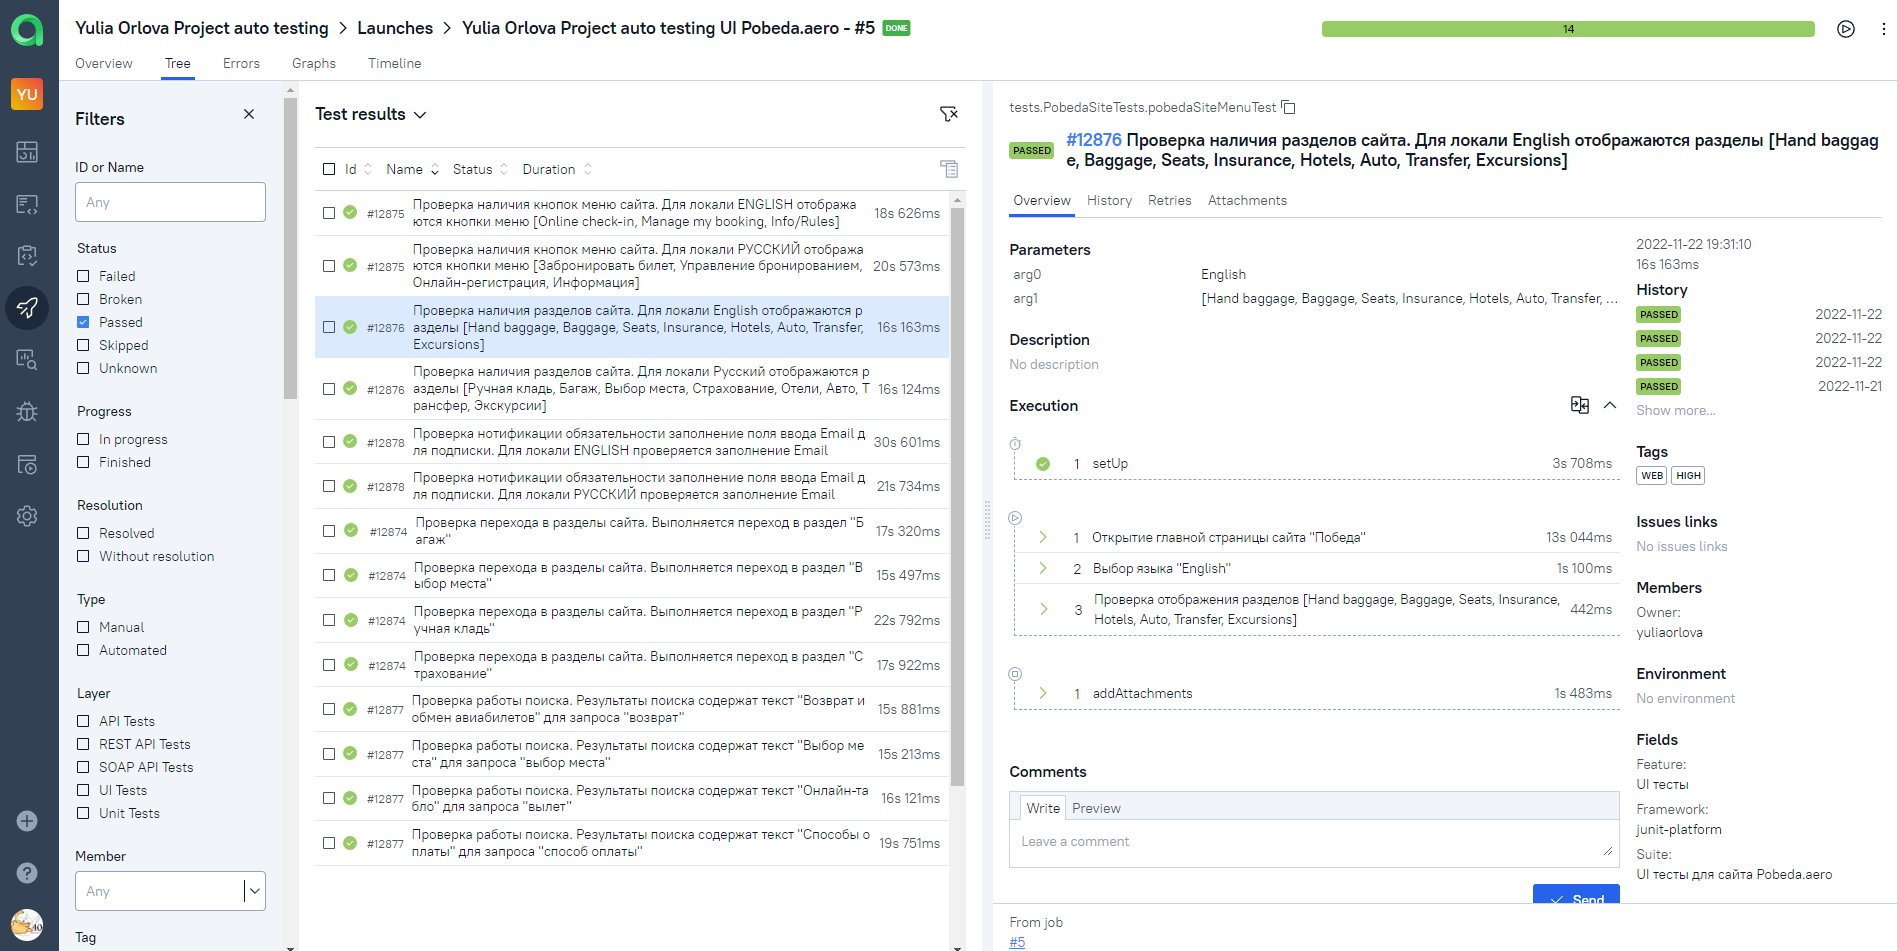 Yulia Orlova Project auto testing > Launches > Yulia Orlova Project auto testing UI Pobeda.aero - #5 DONE
14
Overview Tree Errors Graphs Timeline
YU
Filters
ID or Name
Any
Status
Failed
Broken
Passed
Skipped
Unknown
Progress
In progress
Finished
Resolution
Resolved
Without resolution
Type
Manual
Automated
Layer
API Tests
REST API Tests
SOAP API Tests
UI Tests
Unit Tests
Member
Any
Tag
Test results
Id Name Status Duration
#12875 Проверка наличия кнопок меню сайта. Для локали ENGLISH отобража
ются кнопки меню [Online check-in, Manage my booking, Info/Rules] 18s 626ms
#12875 Проверка наличия кнопок меню сайта. Для локали РУССКИЙ отобража
ются кнопки меню [Забронировать билет, Управление бронированием, 20s 573ms
Онлайн-регистрация, Информация]
Проверка наличия разделов сайта. Для локали English отображаются р
#12876 азделы [Hand baggage, Baggage, Seats, Insurance, Hotels, Auto, Transfer, 16s 163ms
Excursions]
Проверка наличия разделов сайта. Для локали Русский отображаются р
#12876 азделы [Ручная кладь, Багаж, Выбор места, Страхование, Отели, Авто, Т 16s 124ms
рансфер, Экскурсии]
#12878 Проверка нотификации обязательности заполнение поля ввода Email д
ля подписки. Для локали ENGLISH проверяется заполнение Email 30s 601ms
#12878 Проверка нотификации обязательности заполнение поля ввода Email д
ля подписки. Для локали РУССКИЙ проверяется заполнение Email 21s 734ms
#12874 Проверка перехода в разделы сайта. Выполняется переход в раздел "Б
агаж" 17s 320ms
#12874 Проверка перехода в разделы сайта. Выполняется переход в раздел "В
ыбор места" 15s 497ms
#12874 Проверка перехода в разделы сайта. Выполняется переход в раздел "Р
учная кладь" 22s 792ms
#12874 Проверка перехода в разделы сайта. Выполняется переход в раздел "С
трахование" 17s 922ms
#12877 Проверка работы поиска. Результаты поиска содержат текст "Возврат и
обмен авиабилетов" для запроса "возврат" 15s 881ms
#12877 Проверка работы поиска. Результаты поиска содержат текст "Выбор ме
ста" для запроса "выбор места" 15s 213ms
#12877 Проверка работы поиска. Результаты поиска содержат текст "Онлайн-та
бло" для запроса "вылет" 16s 121ms
#12877 Проверка работы поиска. Результаты поиска содержат текст "Способы о
платы" для запроса "способ оплаты" 19s 751ms
tests.PobedaSiteTests.pobedaSiteMenuTest
PASSED #12876 Проверка наличия разделов сайта. Для локали English отображаются разделы [Hand baggag
e, Baggage, Seats, Insurance, Hotels, Auto, Transfer, Excursions]
Overview History Retries Attachments
Parameters
arg0 English
arg1 [Hand baggage, Baggage, Seats, Insurance, Hotels, Auto, Transfer, ...
Description
No description
Execution
1 setUp 3s 708ms
1 Открытие главной страницы сайта "Победа" 13s 044ms
2 Выбор языка "English" 1s 100ms
3 Проверка отображения разделов [Hand baggage, Baggage, Seats, Insurance, 442ms
Hotels, Auto, Transfer, Excursions]
1 addAttachments 1s 483ms
Comments
Write Preview
Leave a comment
Send
From job
#5
2022-11-22 19:31:10
16s 163ms
History
PASSED 2022-11-22
PASSED 2022-11-22
PASSED 2022-11-22
PASSED 2022-11-21
Show more...
Tags
WEB HIGH
Issues links
No issues links
Members
Owner:
yuliaorlova
Environment
No environment
Fields
Feature:
UI тесты
Framework:
junit-platform
Suite:
UI тесты для сайта Pobeda.aero